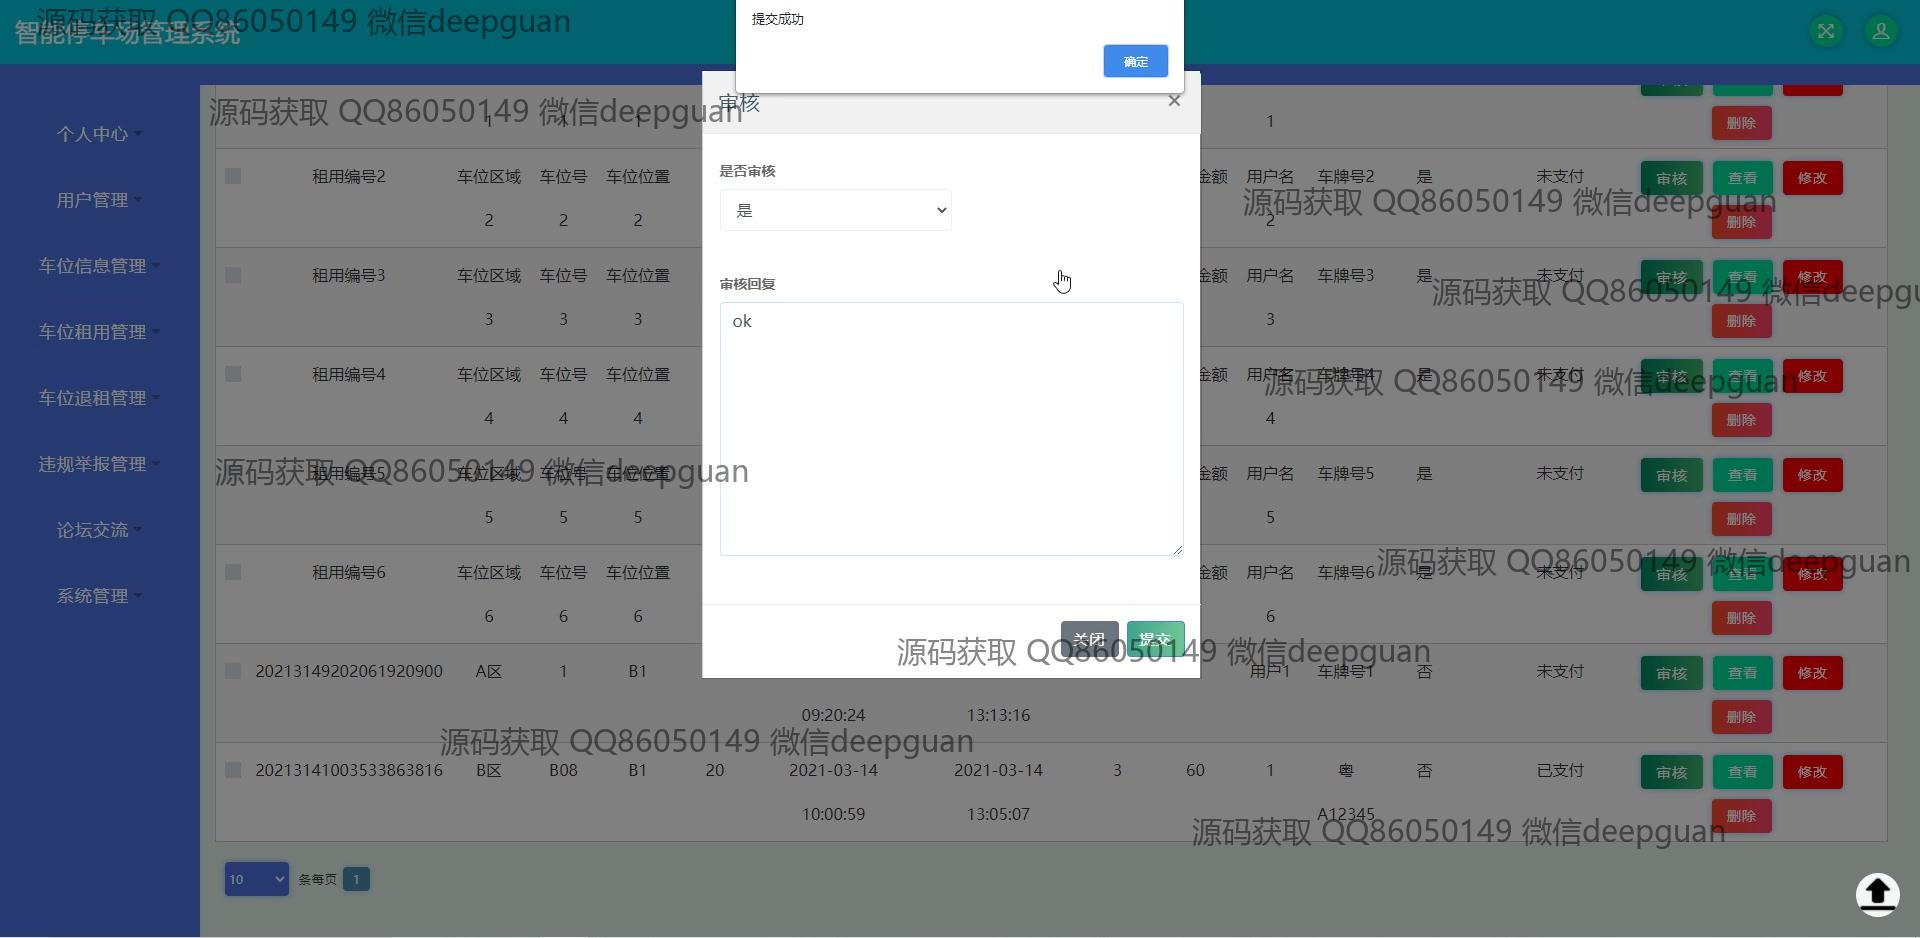 提交成功
确定
源码获取 QQ86050149 微信deepguan
智能停车场管理系统
审核
×
源码获取 QQ86050149 微信deepguan
个人中心
用户管理
车位信息管理
车位租用管理
车位退租管理
违规举报管理
论坛交流
系统管理
1 1 1 1
删除
租用编号2 车位区域 车位号 车位位置 金额 用户名 车牌号2 是 未支付 审核 查看 修改
2 2 2 2 删除
源码获取 QQ86050149 微信deepguan
租用编号3 车位区域 车位号 车位位置 金额 用户名 车牌号3 是 未支付 审核 查看 修改
3 3 3 3 删除
源码获取 QQ86050149 微信deepgu
租用编号4 车位区域 车位号 车位位置 金额 用户名 车牌号4 是 未支付 审核 查看 修改
4 4 4 4 删除
源码获取 QQ86050149 微信deepguan
租用编号5 车位区域 车位号 车位位置 金额 用户名 车牌号5 是 未支付 审核 查看 修改
5 5 5 5 删除
源码获取 QQ86050149 微信deepguan
租用编号6 车位区域 车位号 车位位置 金额 用户名 车牌号6 是 未支付 审核 查看 修改
6 6 6 6 删除
源码获取 QQ86050149 微信deepguan
是否审核
是
审核回复
ok
关闭 提交
源码获取 QQ86050149 微信deepguan
20213149202061920900 A区 1 B1 用户1 车牌号1 否 未支付 审核 查看 修改
09:20:24 13:13:16 删除
源码获取 QQ86050149 微信deepguan
202131410035338​63816 B区 B08 B1 20 2021-03-14 2021-03-14 3 60 1 粤 否 已支付 审核 查看 修改
10:00:59 13:05:07 A12345 删除
源码获取 QQ86050149 微信deepguan
10 条每页 1